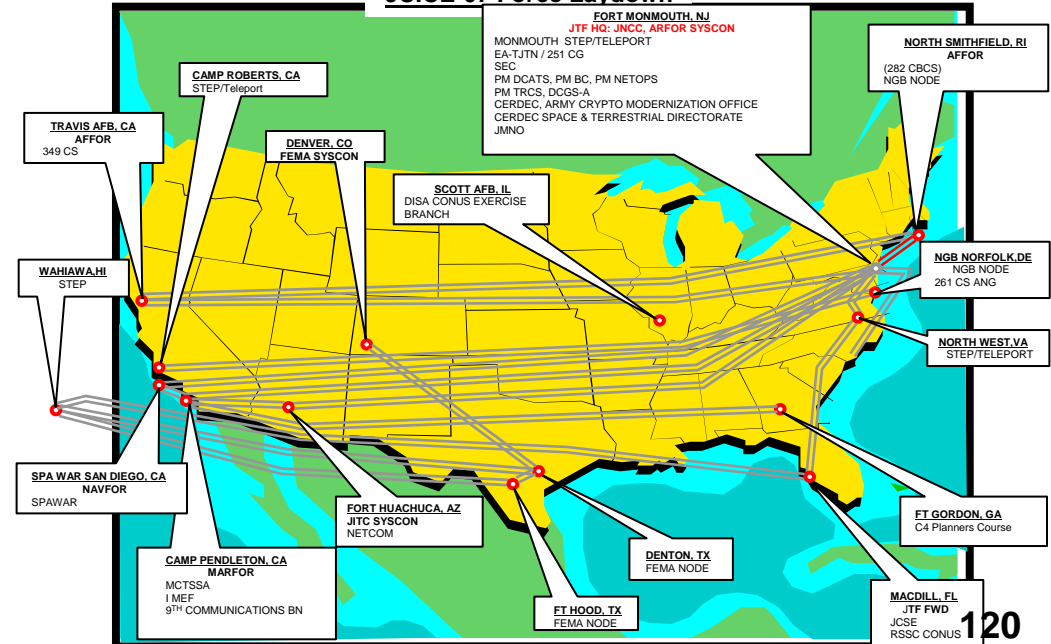 FORT MONMOUTH, NJ
JTF HQ: JNCC, ARFOR SYSCON
MONMOUTH STEP/TELEPORT
EA-TJTN / 251 CG
SEC
PM DCATS, PM BC, PM NETOPS
PM TRCS, DCGS-A
CERDEC, ARMY CRYPTO MODERNIZATION OFFICE
CERDEC SPACE & TERRESTRIAL DIRECTORATE
JMNO
NORTH SMITHFIELD, RI
AFFOR
(282 CBCS)
NGB NODE
CAMP ROBERTS, CA
STEP/Teleport
TRAVIS AFB, CA
AFFOR
349 CS
DENVER, CO
FEMA SYSCON
SCOTT AFB, IL
DISA CONUS EXERCISE
BRANCH
WAHIAWA,HI
STEP
NGB NORFOLK,DE
NGB NODE
261 CS ANG
NORTH WEST,VA
STEP/TELEPORT
SPA WAR SAN DIEGO, CA
NAVFOR
SPAWAR
FORT HUACHUCA, AZ
JITC SYSCON
NETCOM
FT GORDON, GA
C4 Planners Course
CAMP PENDLETON, CA
MARFOR
MCTSSA
I MEF
9TH COMMUNICATIONS BN
DENTON, TX
FEMA NODE
FT HOOD, TX
FEMA NODE
MACDILL, FL
JTF FWD
JCSE
RSSC CONUS
120